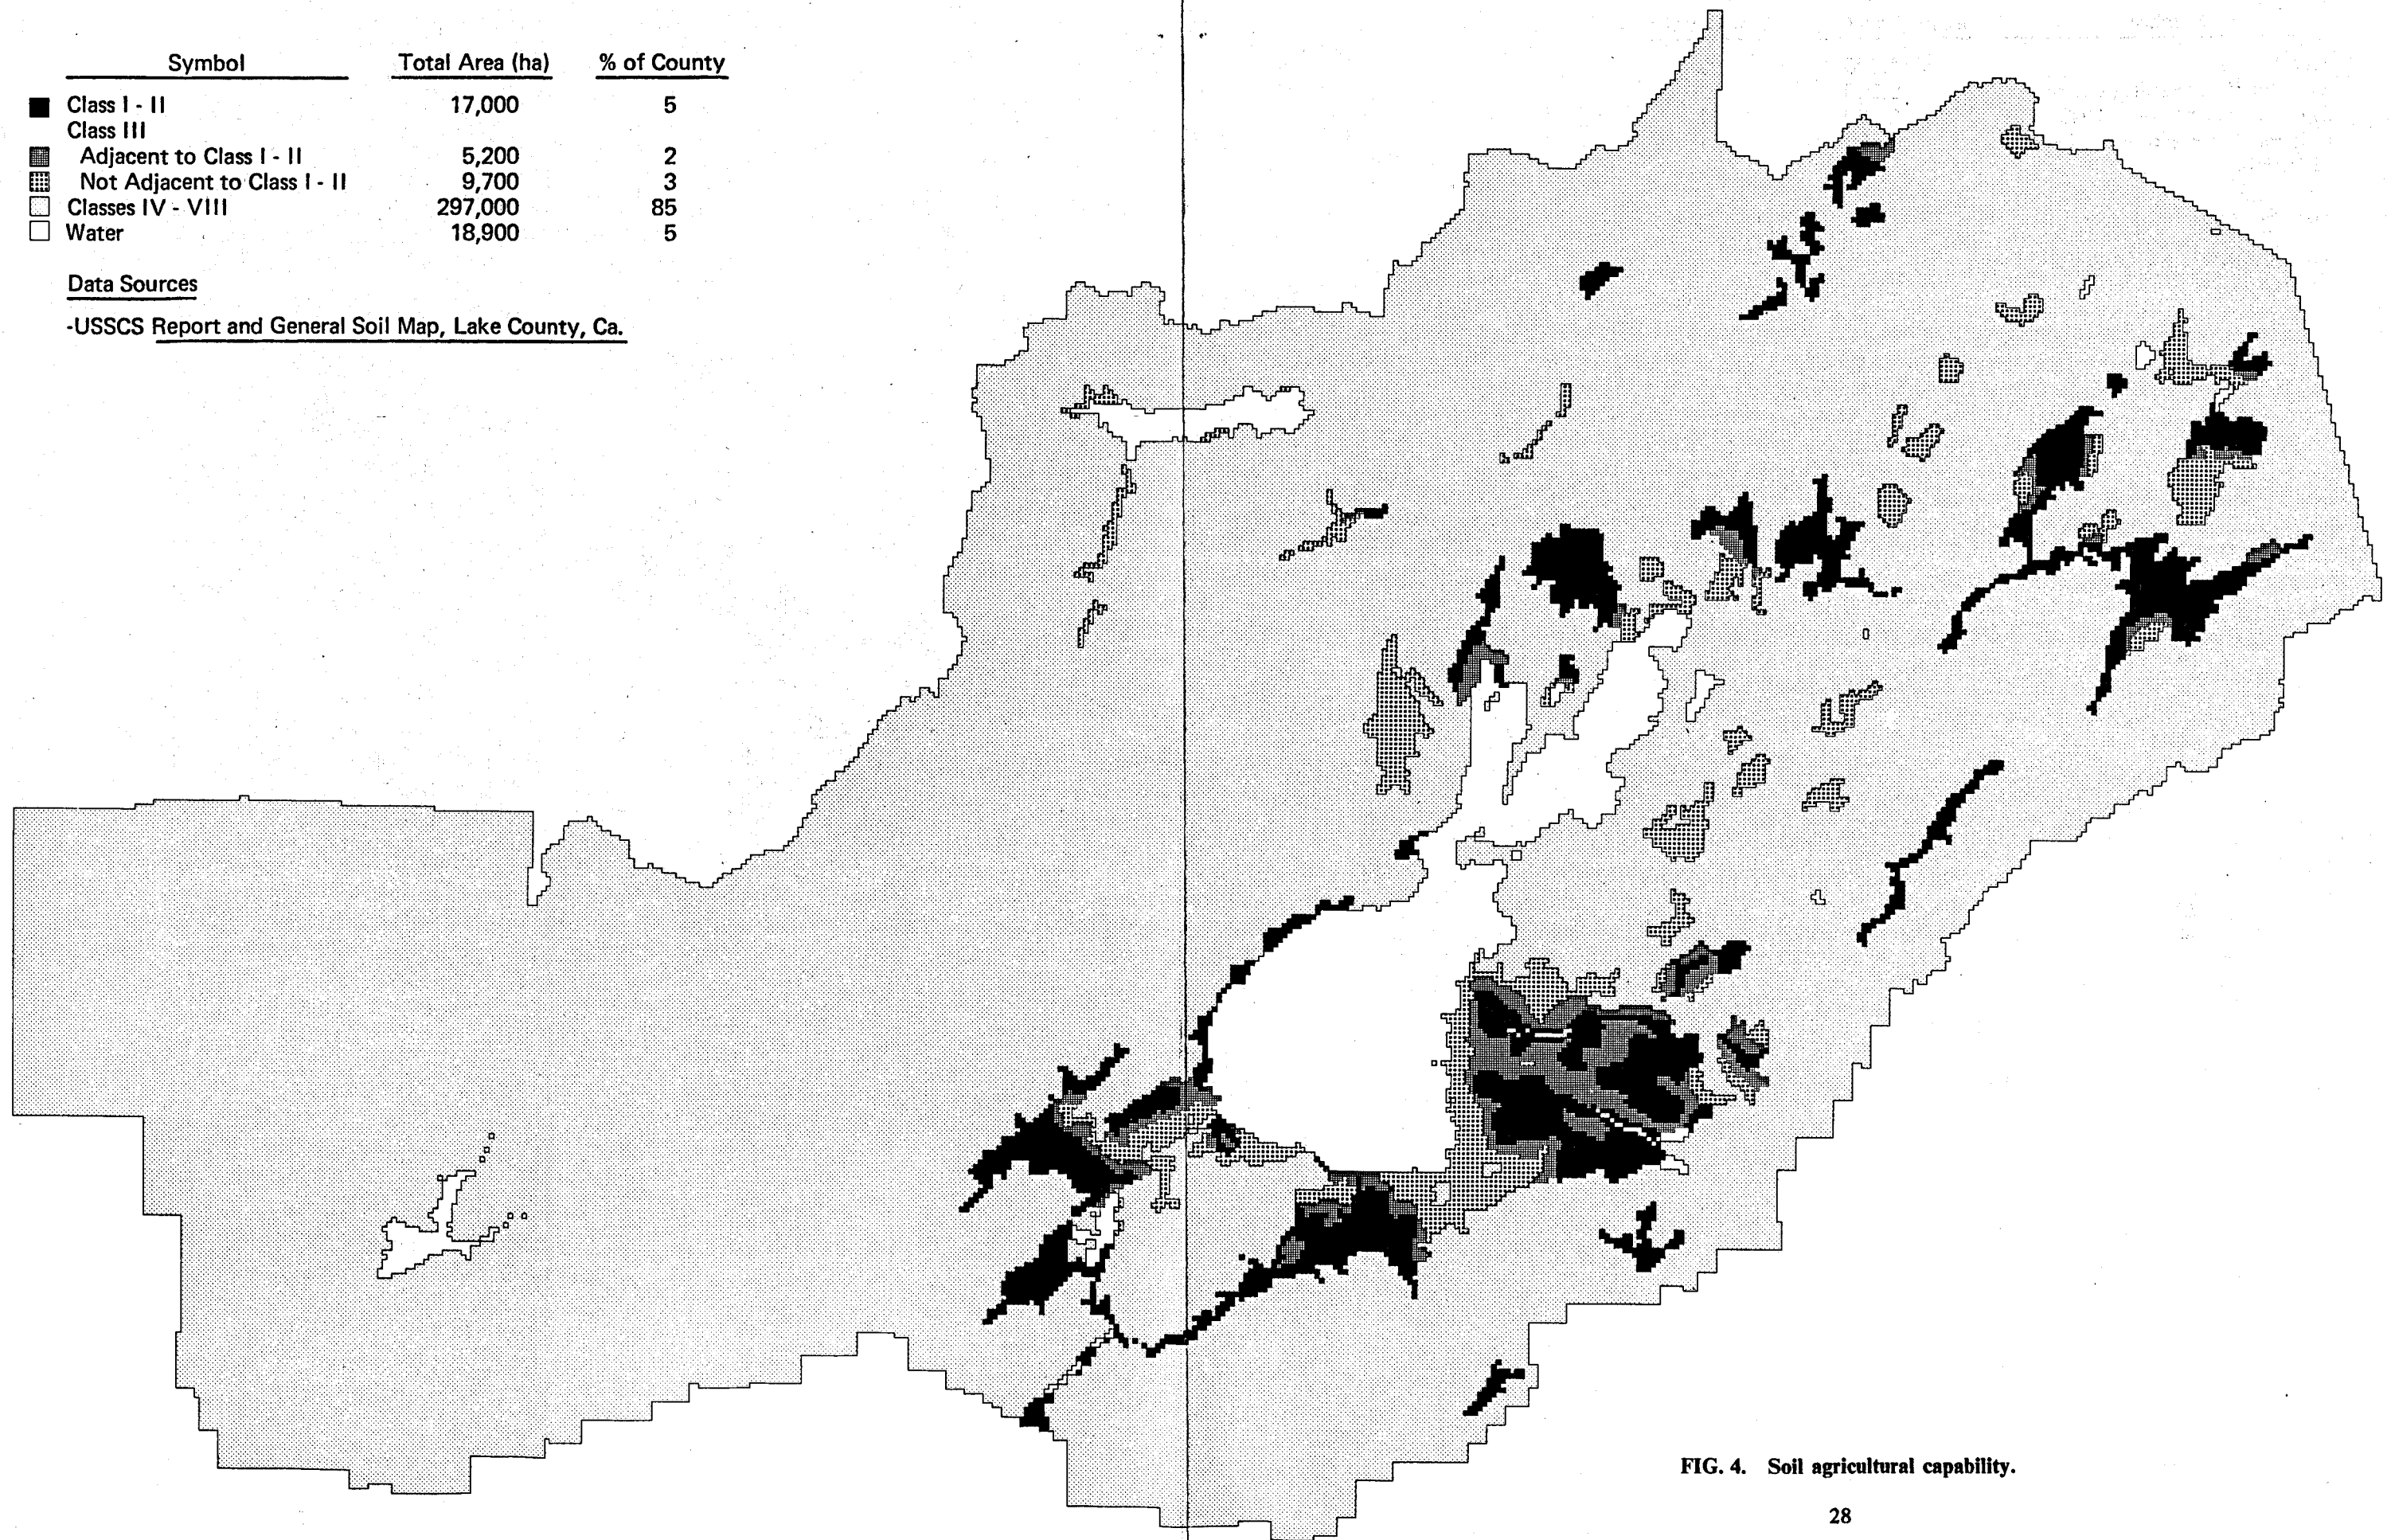 Symbol Total Area (ha) % of County
Class I - II 17,000 5
Class III
Adjacent to Class I - II 5,200 2
Not Adjacent to Class I - II 9,700 3
Classes IV - VIII 297,000 85
Water 18,900 5
Data Sources
-USSCS Report and General Soil Map, Lake County, Ca.
FIG. 4. Soil agricultural capability.
28